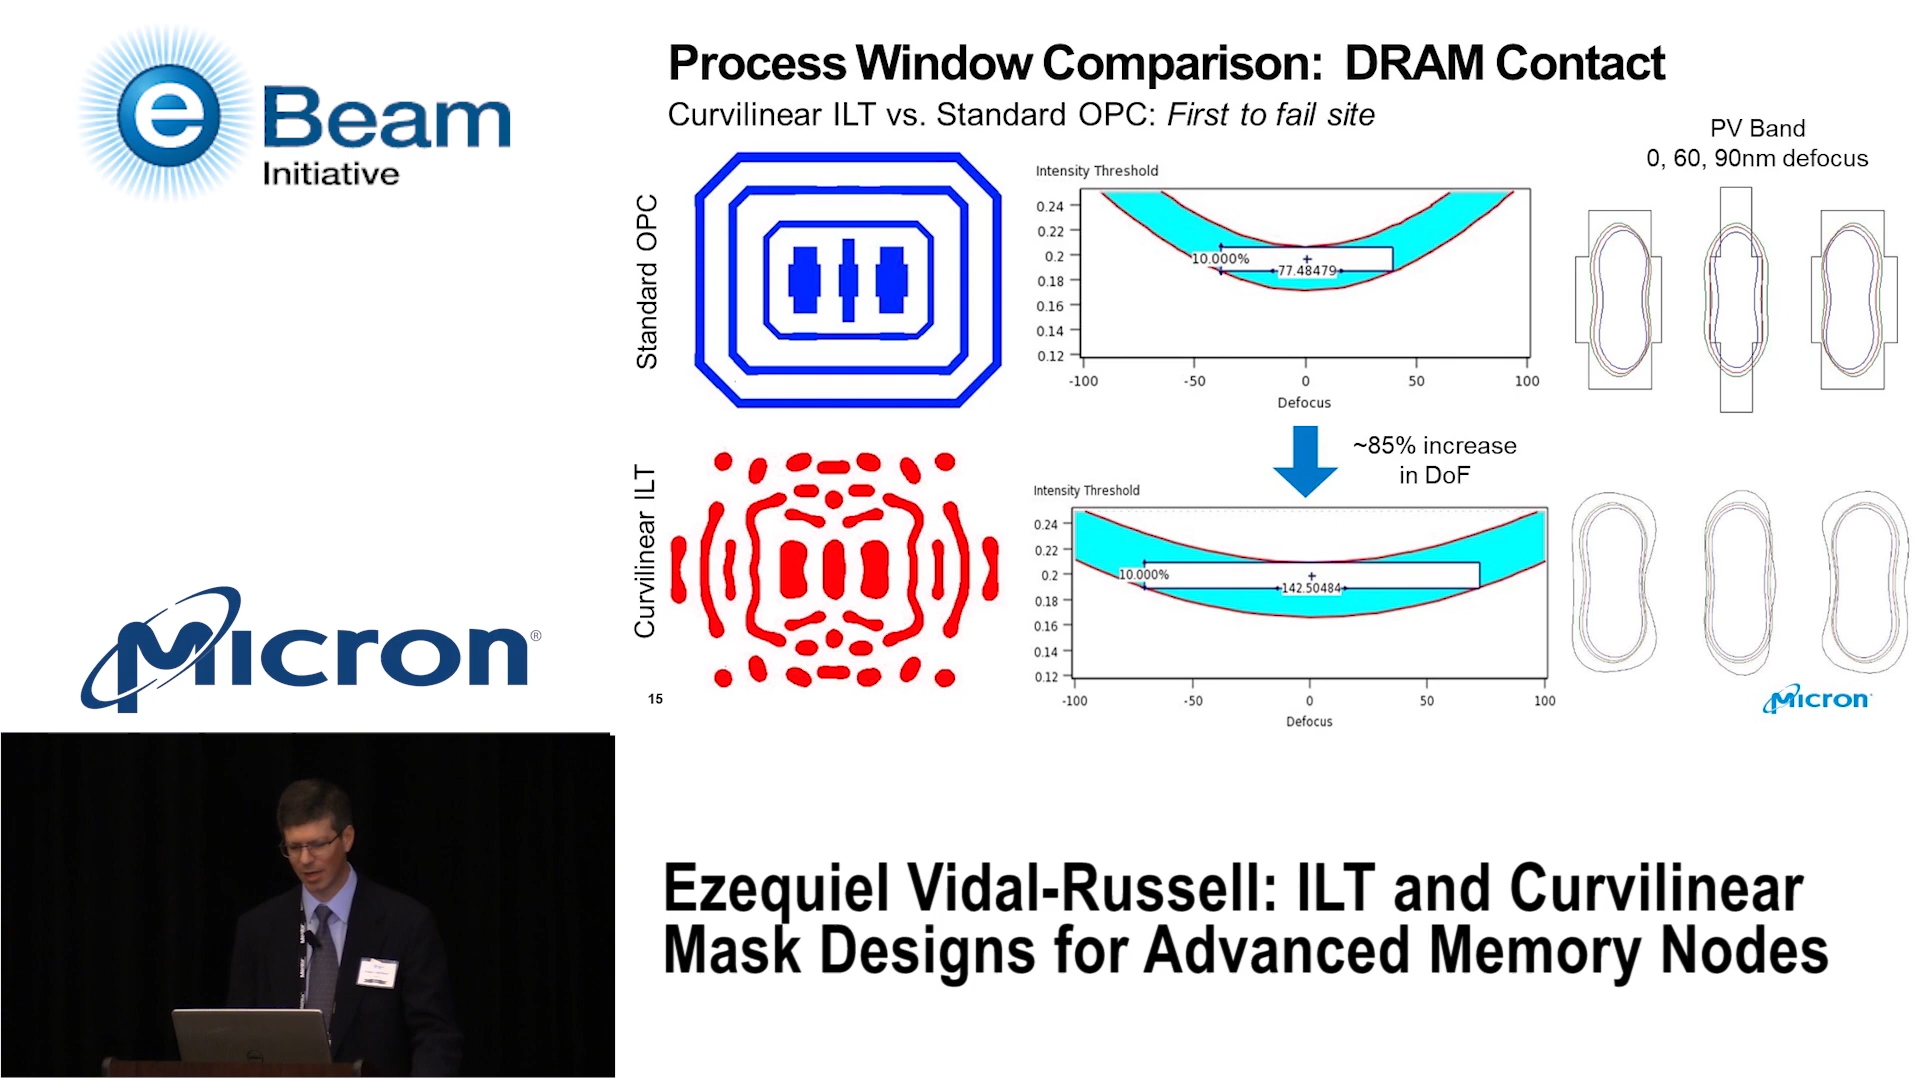 e Beam
Initiative
Process Window Comparison: DRAM Contact
Curvilinear ILT vs. Standard OPC: First to fail site
PV Band
0, 60, 90nm defocus
Standard OPC
Intensity Threshold
0.24
0.22
0.2
0.18
0.16
0.14
0.12
10.000%
77.48479
-100
-50
0
50
100
Defocus
~85% increase
in DoF
Curvilinear ILT
Intensity Threshold
0.24
0.22
0.2
0.18
0.16
0.14
0.12
10.000%
142.50484
-100
-50
0
50
100
Defocus
15
Micron
Micron®
Ezequiel Vidal-Russell: ILT and Curvilinear
Mask Designs for Advanced Memory Nodes